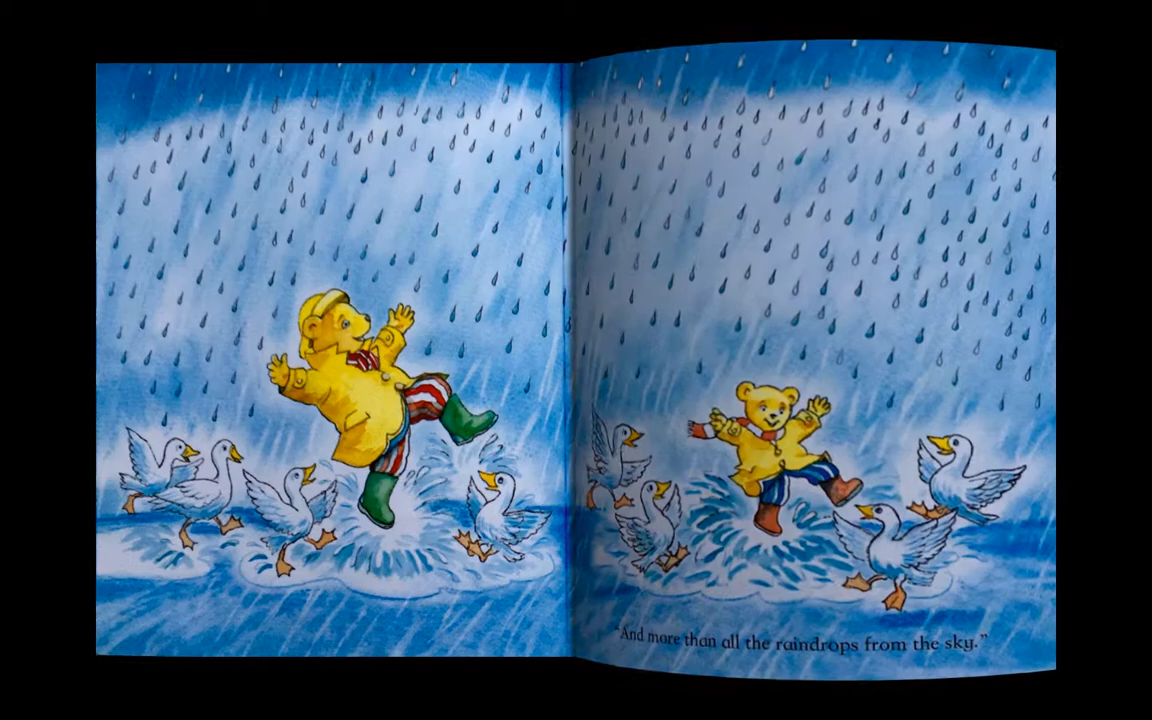 "And more than all the raindrops from the sky."